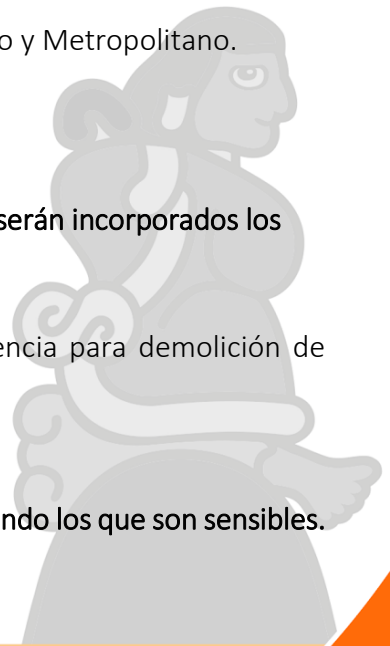 o y Metropolitano.
serán incorporados los
encia para demolición de
ndo los que son sensibles.